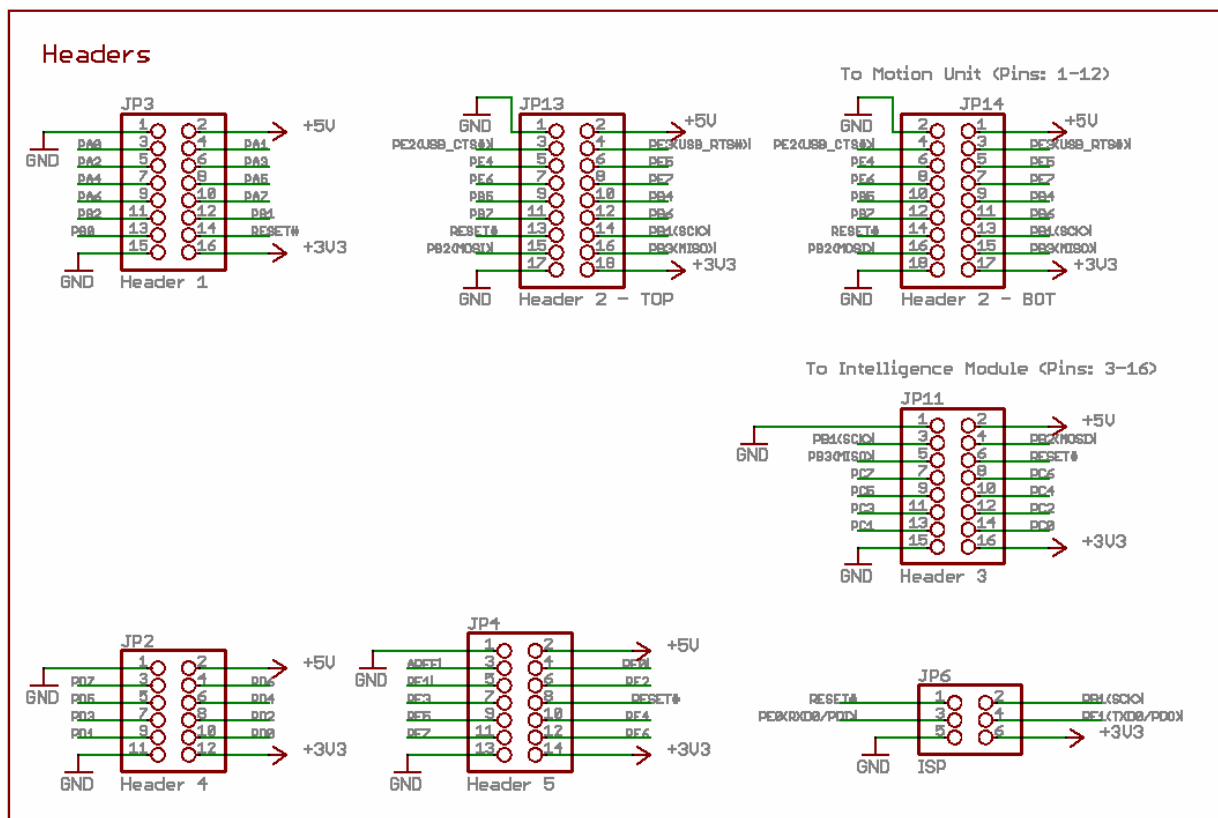 Headers
To Motion Unit (Pins: 1-12)
JP3
1 2 +5V
GND
PA0 3 4 PA1
PA2 5 6 PA3
PA4 7 8 PA5
PA6 9 10 PA7
PB2 11 12 PB1
PB0 13 14 RESET#
15 16 +3V3
GND
Header 1
JP13
GND
1 2 +5V
PE2(USB_CTS#) 3 4 PE3(USB_RTS#)
PE4 5 6 PE5
PE6 7 8 PE7
PB5 9 10 PB4
PB7 11 12 PB6
RESET# 13 14 PB1(SCK)
PB2(MOSI) 15 16 PB3(MISO)
17 18 +3V3
GND
Header 2 - TOP
JP14
GND
2 1 +5V
PE2(USB_CTS#) 4 3 PE3(USB_RTS#)
PE4 6 5 PE5
PE6 8 7 PE7
PB5 10 9 PB4
PB7 12 11 PB6
RESET# 14 13 PB1(SCK)
PB2(MOSI) 16 15 PB3(MISO)
18 17 +3V3
GND
Header 2 - BOT
To Intelligence Module (Pins: 3-16)
JP11
1 2 +5V
GND
PB1(SCK) 3 4 PB2(MOSI)
PB3(MISO) 5 6 RESET#
PC7 7 8 PC6
PC5 9 10 PC4
PC3 11 12 PC2
PC1 13 14 PC0
15 16 +3V3
GND
Header 3
JP2
1 2 +5V
GND
PD7 3 4 PD6
PD5 5 6 PD4
PD3 7 8 PD2
PD1 9 10 PD0
11 12 +3V3
GND
Header 4
JP4
1 2 +5V
GND
AREF 3 4 PF0
PF1 5 6 PF2
PF3 7 8 RESET#
PF5 9 10 PF4
PF7 11 12 PF6
13 14 +3V3
GND
Header 5
JP6
RESET# 1 2 PB1(SCK)
PE0(RXD0/PDI) 3 4 PE1(TXD0/PDO)
5 6 +3V3
GND
ISP